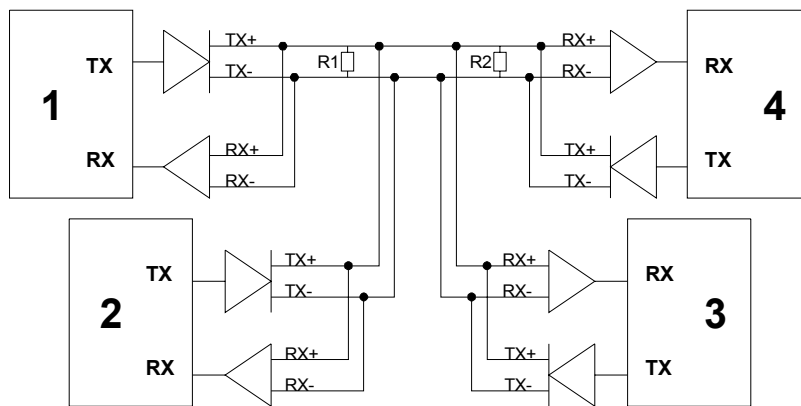 TX+ RX+
TX R1 R2 RX
TX- RX-
1 4
RX+ TX+
RX TX
RX- TX-
TX+ RX+
TX RX
TX- RX-
2 3
RX+ TX+
RX TX
RX- TX-